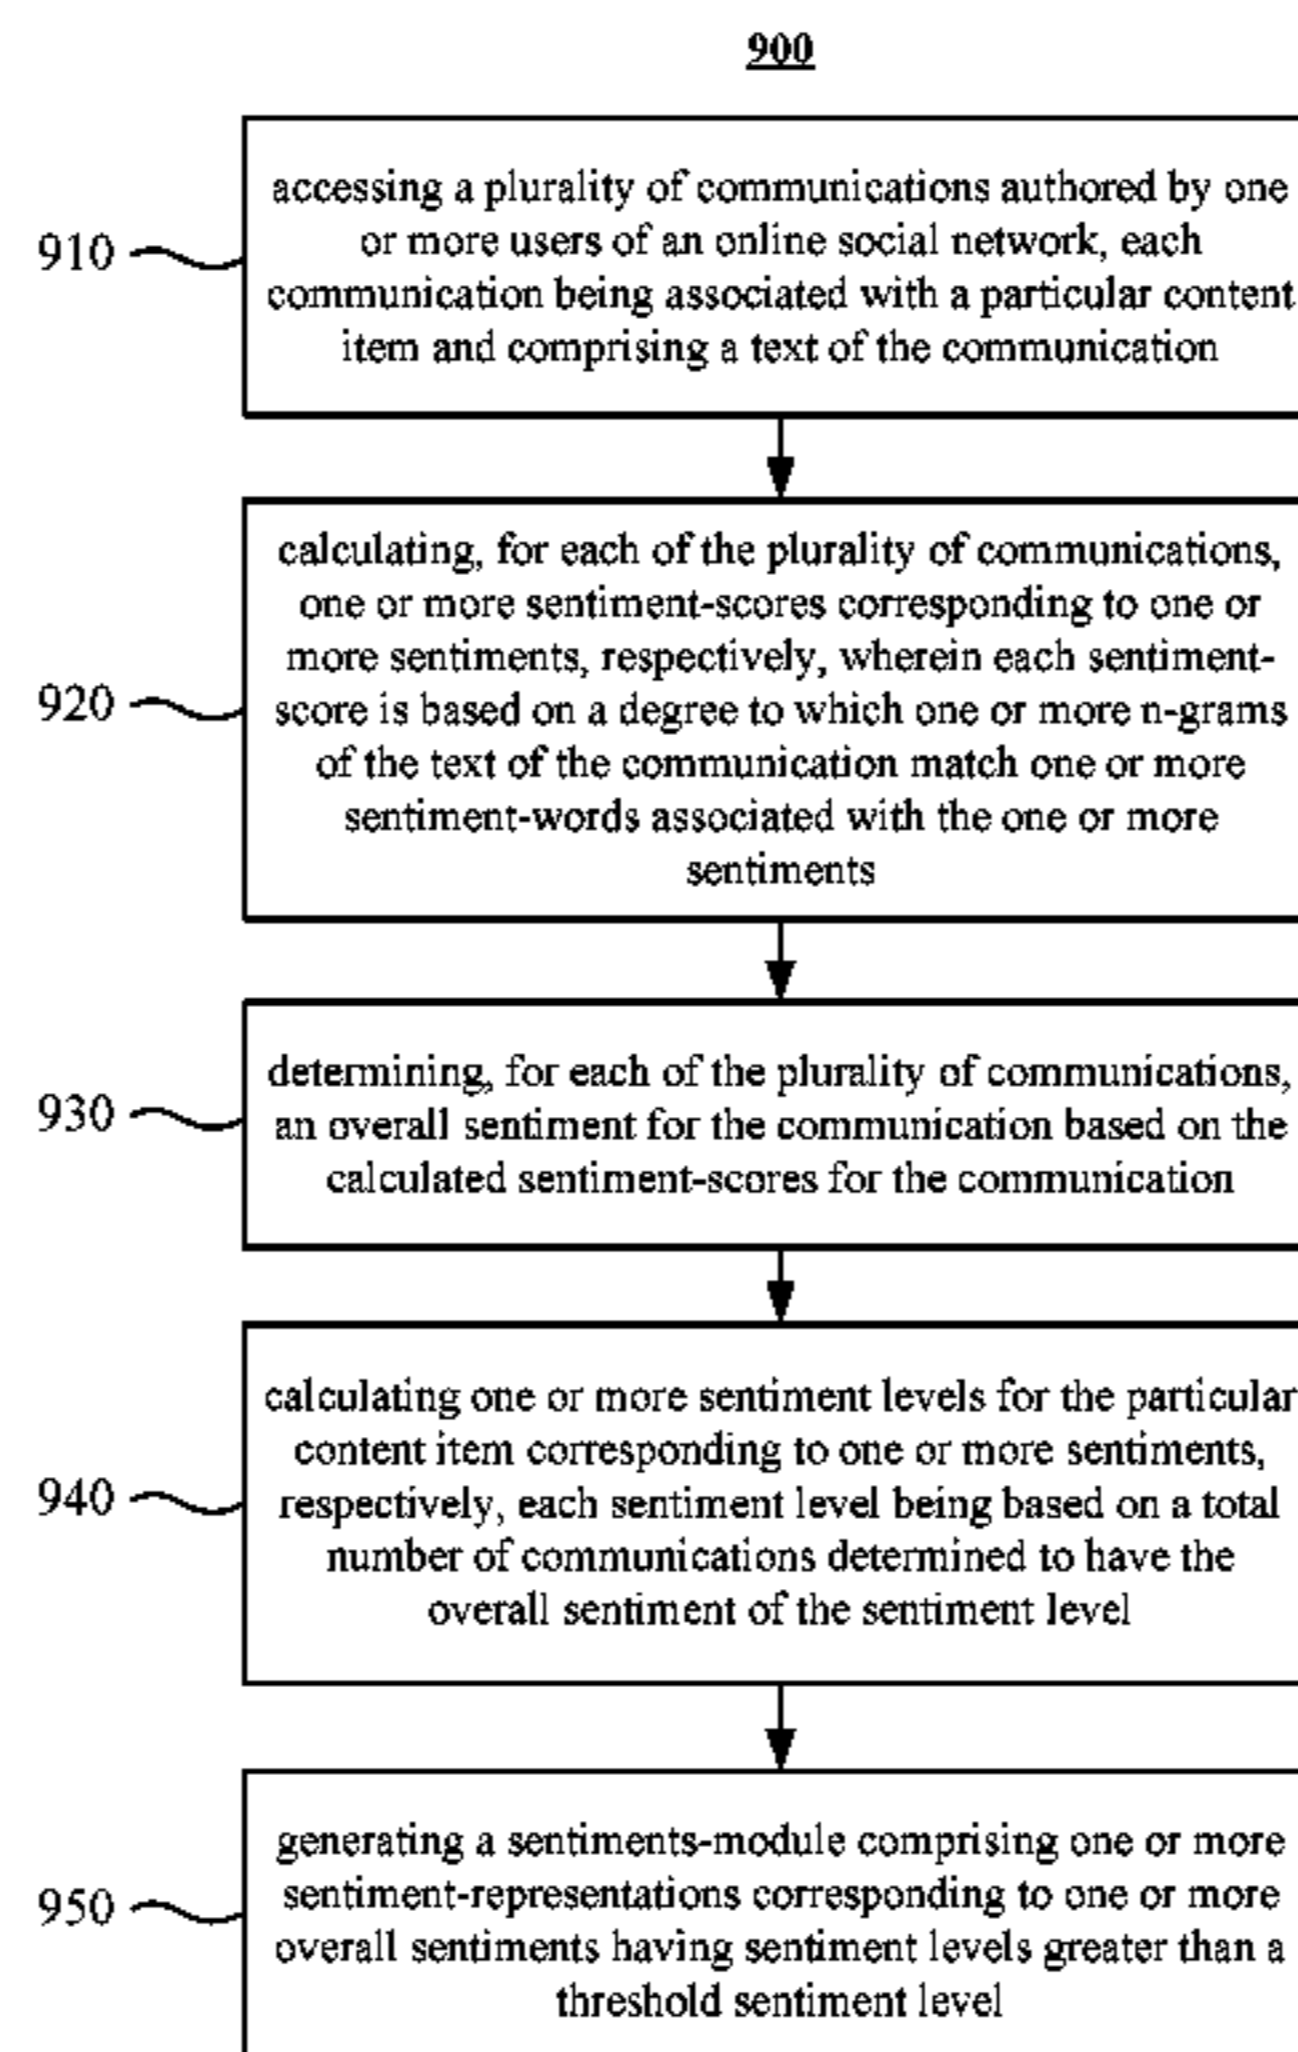 900
910
accessing a plurality of communications authored by one
or more users of an online social network, each
communication being associated with a particular content
item and comprising a text of the communication
920
calculating, for each of the plurality of communications,
one or more sentiment-scores corresponding to one or
more sentiments, respectively, wherein each sentiment-
score is based on a degree to which one or more n-grams
of the text of the communication match one or more
sentiment-words associated with the one or more
sentiments
930
determining, for each of the plurality of communications,
an overall sentiment for the communication based on the
calculated sentiment-scores for the communication
940
calculating one or more sentiment levels for the particular
content item corresponding to one or more sentiments,
respectively, each sentiment level being based on a total
number of communications determined to have the
overall sentiment of the sentiment level
950
generating a sentiments-module comprising one or more
sentiment-representations corresponding to one or more
overall sentiments having sentiment levels greater than a
threshold sentiment level